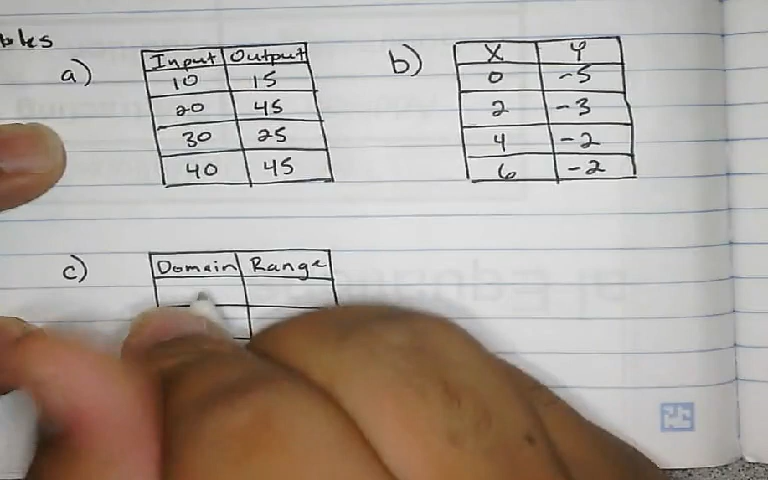 a)
Input Output
10 15
20 45
30 25
40 45
b)
X Y
0 -5
2 -3
4 -2
6 -2
c)
Domain Range